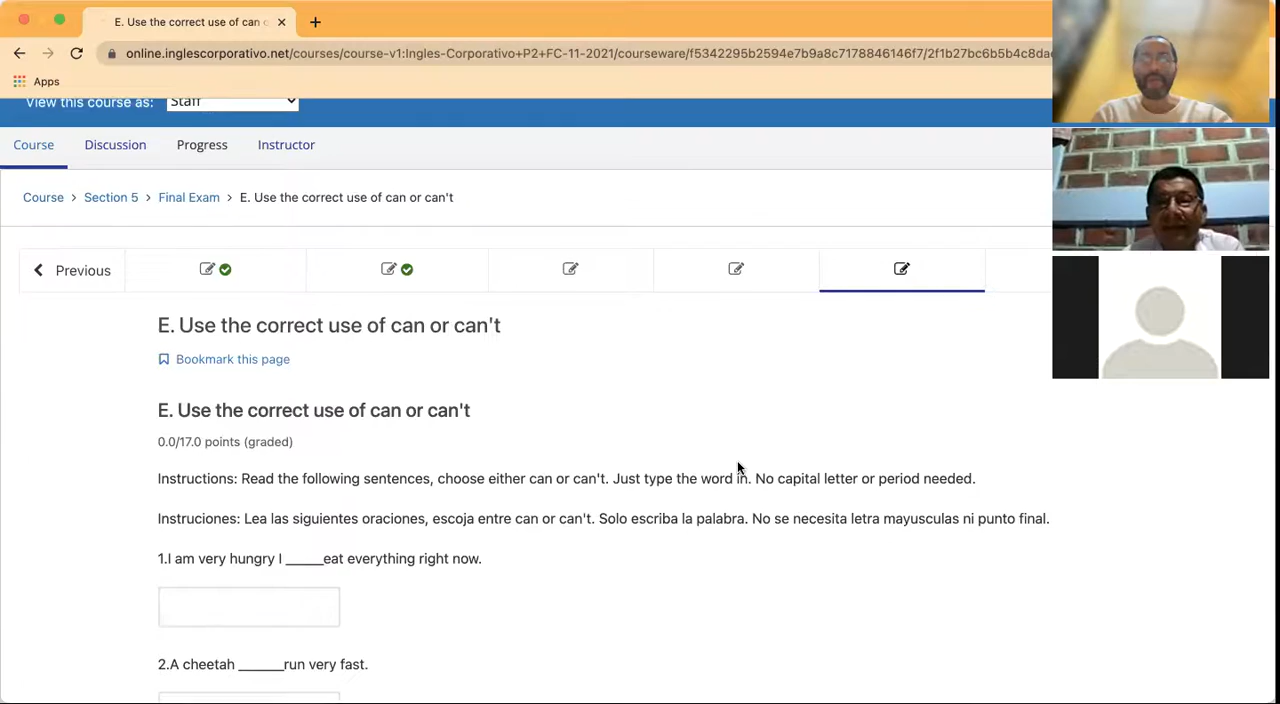 E. Use the correct use of can
online.inglescorporativo.net/courses/course-v1:Ingles-Corporativo+P2+FC-11-2021/courseware/f5342295b2594e7b9a8c7178846146f7/2f1b27bc6b5b4c8dae
Apps
View this course as: Staff
Course Discussion Progress Instructor
Course > Section 5 > Final Exam > E. Use the correct use of can or can't
Previous
E. Use the correct use of can or can't
Bookmark this page
E. Use the correct use of can or can't
0.0/17.0 points (graded)
Instructions: Read the following sentences, choose either can or can't. Just type the word in. No capital letter or period needed.
Instruciones: Lea las siguientes oraciones, escoja entre can or can't. Solo escriba la palabra. No se necesita letra mayusculas ni punto final.
1.I am very hungry I ______eat everything right now.
2.A cheetah _______run very fast.